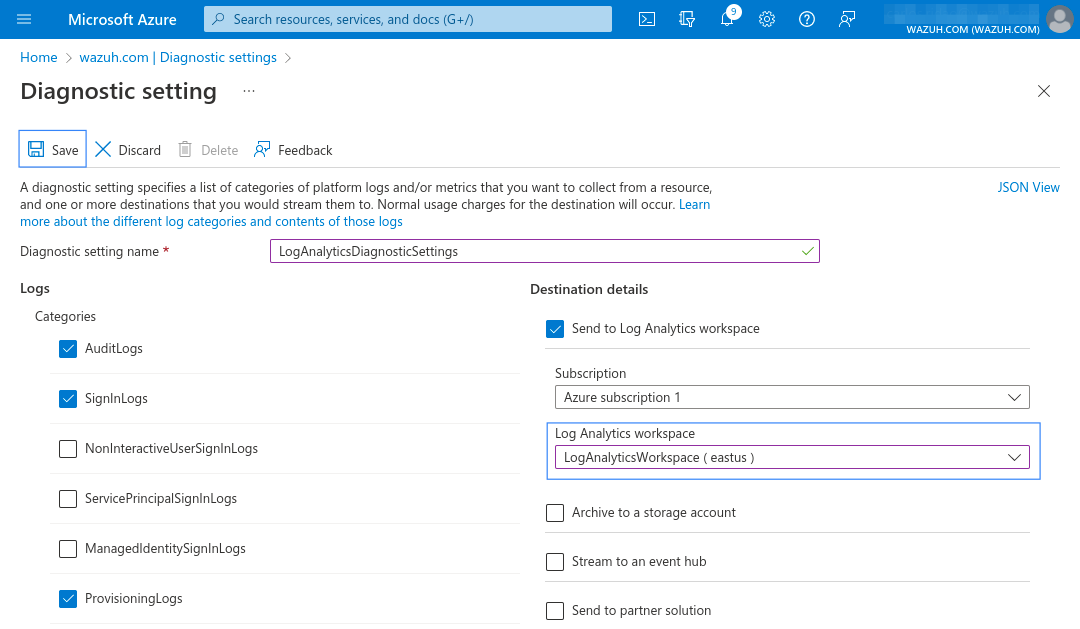 Microsoft Azure
Search resources, services, and docs (G+/)
9
WAZUH.COM (WAZUH.COM)
Home > wazuh.com | Diagnostic settings >
Diagnostic setting ...
Save Discard Delete Feedback
A diagnostic setting specifies a list of categories of platform logs and/or metrics that you want to collect from a resource,
and one or more destinations that you would stream them to. Normal usage charges for the destination will occur. Learn
more about the different log categories and contents of those logs
JSON View
Diagnostic setting name *
LogAnalyticsDiagnosticSettings
Logs
Categories
AuditLogs
SignInLogs
NonInteractiveUserSignInLogs
ServicePrincipalSignInLogs
ManagedIdentitySignInLogs
ProvisioningLogs
Destination details
Send to Log Analytics workspace
Subscription
Azure subscription 1
Log Analytics workspace
LogAnalyticsWorkspace ( eastus )
Archive to a storage account
Stream to an event hub
Send to partner solution